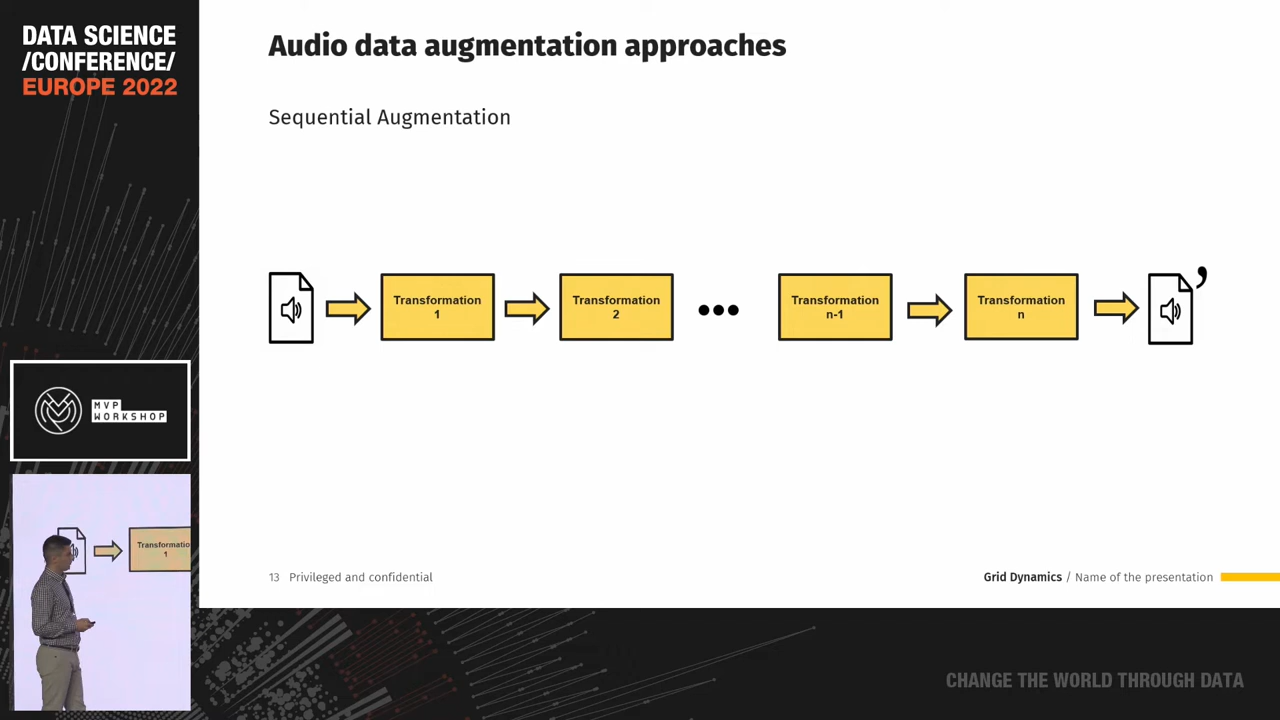 DATA SCIENCE
/CONFERENCE/
EUROPE 2022
Audio data augmentation approaches
Sequential Augmentation
Transformation
1
Transformation
2
Transformation
n-1
Transformation
n
,
MVP
WORKSHOP
Transformatio
1
13 Privileged and confidential
Grid Dynamics / Name of the presentation
CHANGE THE WORLD THROUGH DATA